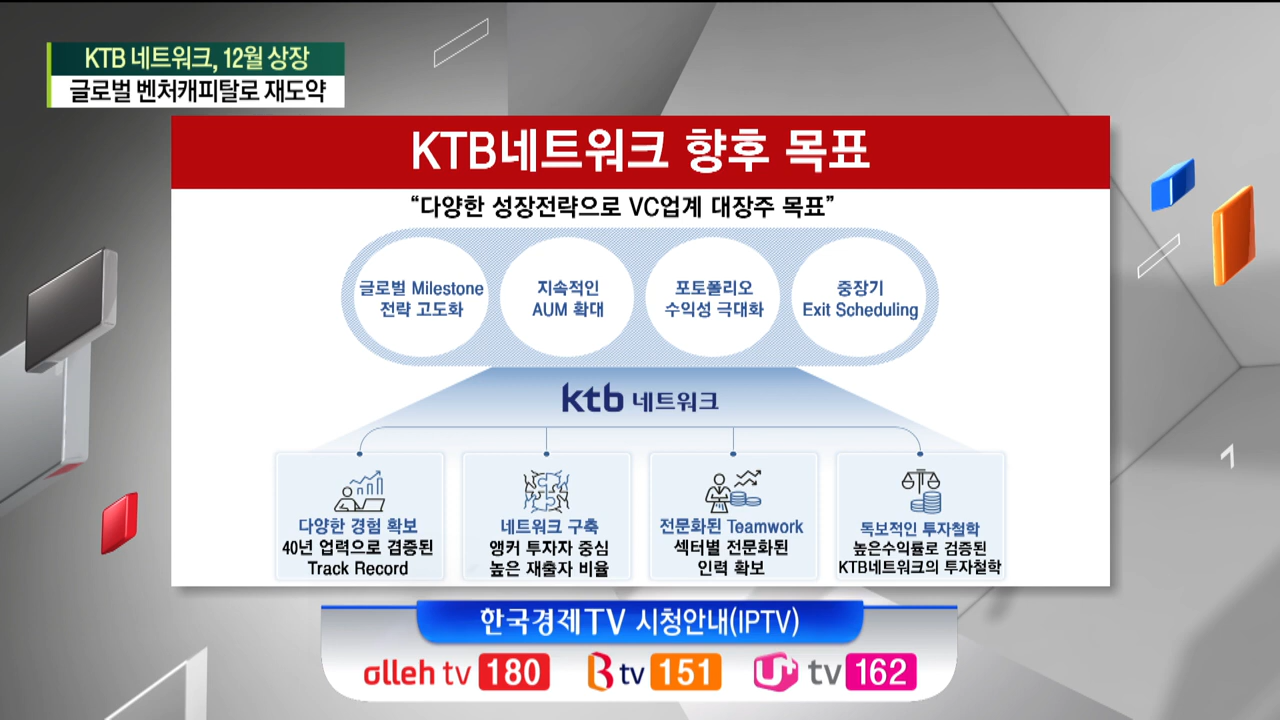 KTB 네트워크, 12월 상장
글로벌 벤처캐피탈로 재도약
KTB네트워크 향후 목표
“다양한 성장전략으로 VC업계 대장주 목표”
글로벌 Milestone
전략 고도화
지속적인
AUM 확대
포토폴리오
수익성 극대화
중장기
Exit Scheduling
ktb 네트워크
다양한 경험 확보
40년 업력으로 겸증된
Track Record
네트워크 구축
앵커 투자자 중심
높은 재출자 비율
전문화된 Teamwork
섹터별 전문화된
인력 확보
독보적인 투자철학
높은수익률로 검증된
KTB네트워크의 투자철학
한국경제TV 시청안내(IPTV)
olleh tv 180
B tv 151
U+ tv 162